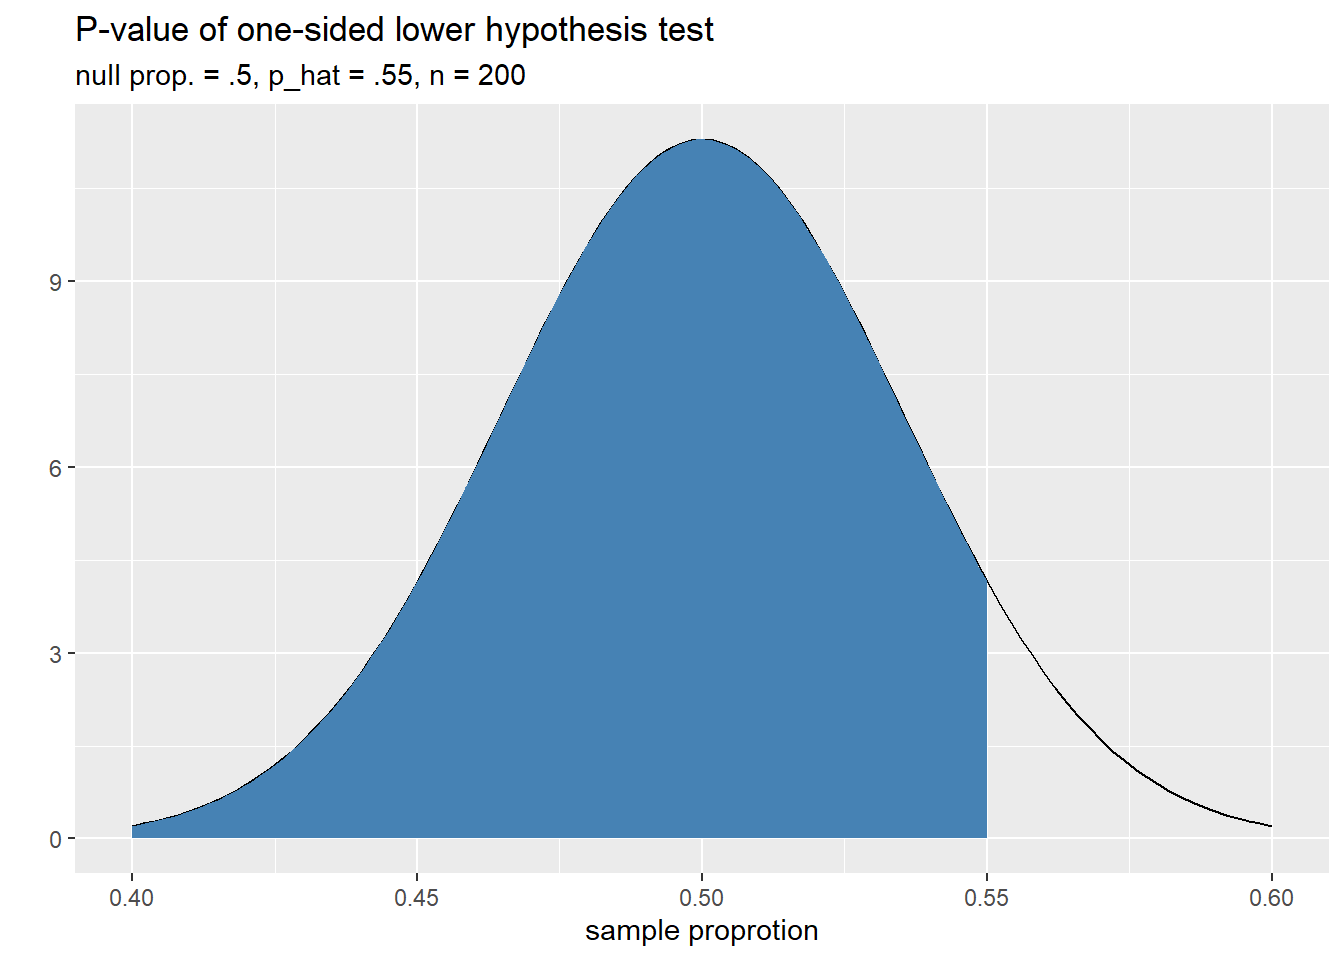 P-value of one-sided lower hypothesis test
null prop. = .5, p_hat = .55, n = 200
9
6
3
0
0.40 0.45 0.50 0.55 0.60
sample proprotion